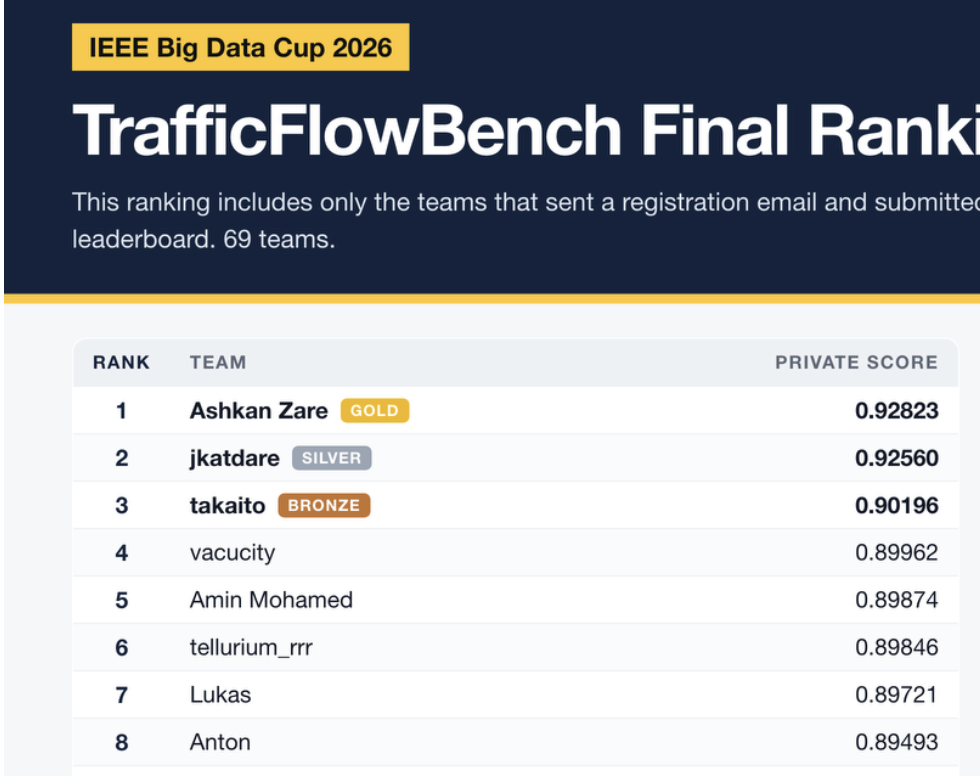 IEEE Big Data Cup 2026
TrafficFlowBench Final Ranki
This ranking includes only the teams that sent a registration email and submitted
leaderboard. 69 teams.
RANK TEAM PRIVATE SCORE
1 Ashkan Zare GOLD 0.92823
2 jkatdare SILVER 0.92560
3 takaito BRONZE 0.90196
4 vacucity 0.89962
5 Amin Mohamed 0.89874
6 tellurium_rrr 0.89846
7 Lukas 0.89721
8 Anton 0.89493